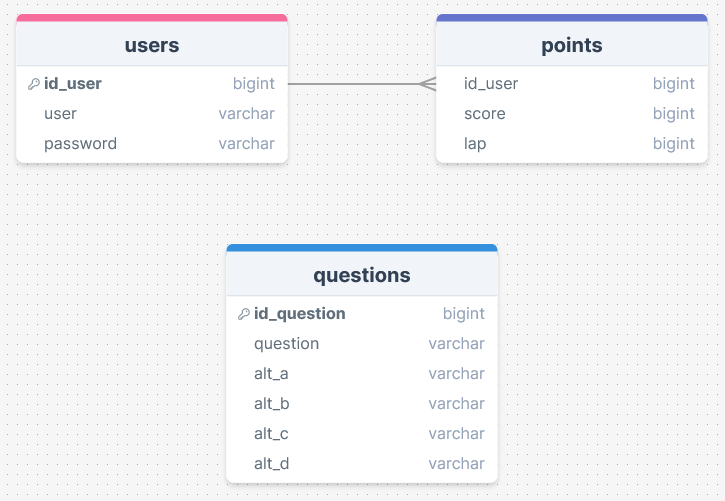 users
id_user bigint
user varchar
password varchar
points
id_user bigint
score bigint
lap bigint
questions
id_question bigint
question varchar
alt_a varchar
alt_b varchar
alt_c varchar
alt_d varchar